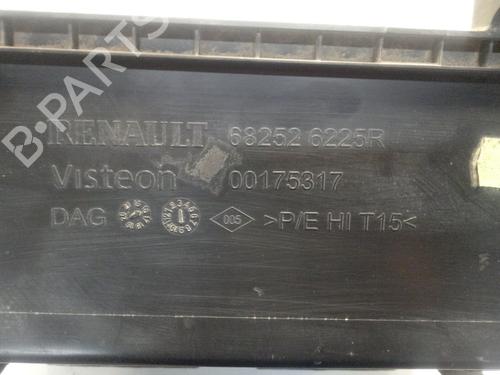 RENAULT 68252 6225R
Visteon 00175317
DAG 005 >P/E HI T15<
B-PARTS